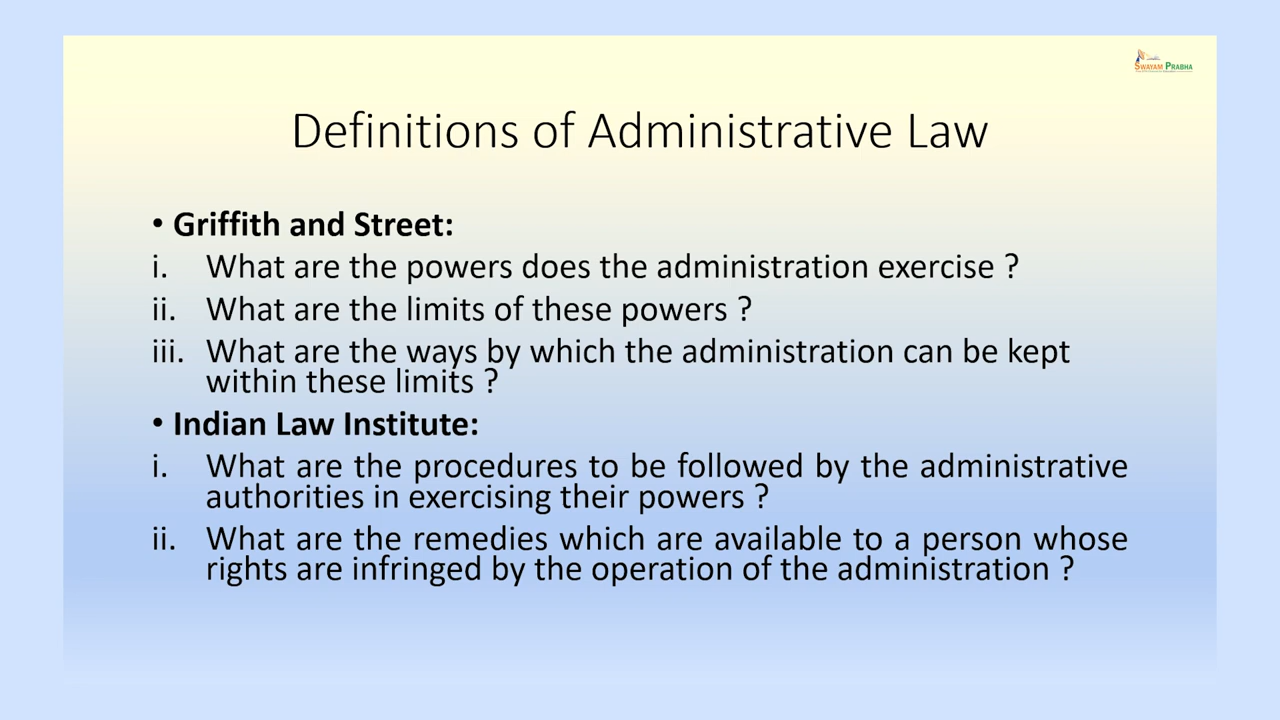 SWAYAM PRABHA
Definitions of Administrative Law
• Griffith and Street:
i. What are the powers does the administration exercise ?
ii. What are the limits of these powers ?
iii. What are the ways by which the administration can be kept
within these limits ?
• Indian Law Institute:
i. What are the procedures to be followed by the administrative
authorities in exercising their powers ?
ii. What are the remedies which are available to a person whose
rights are infringed by the operation of the administration ?